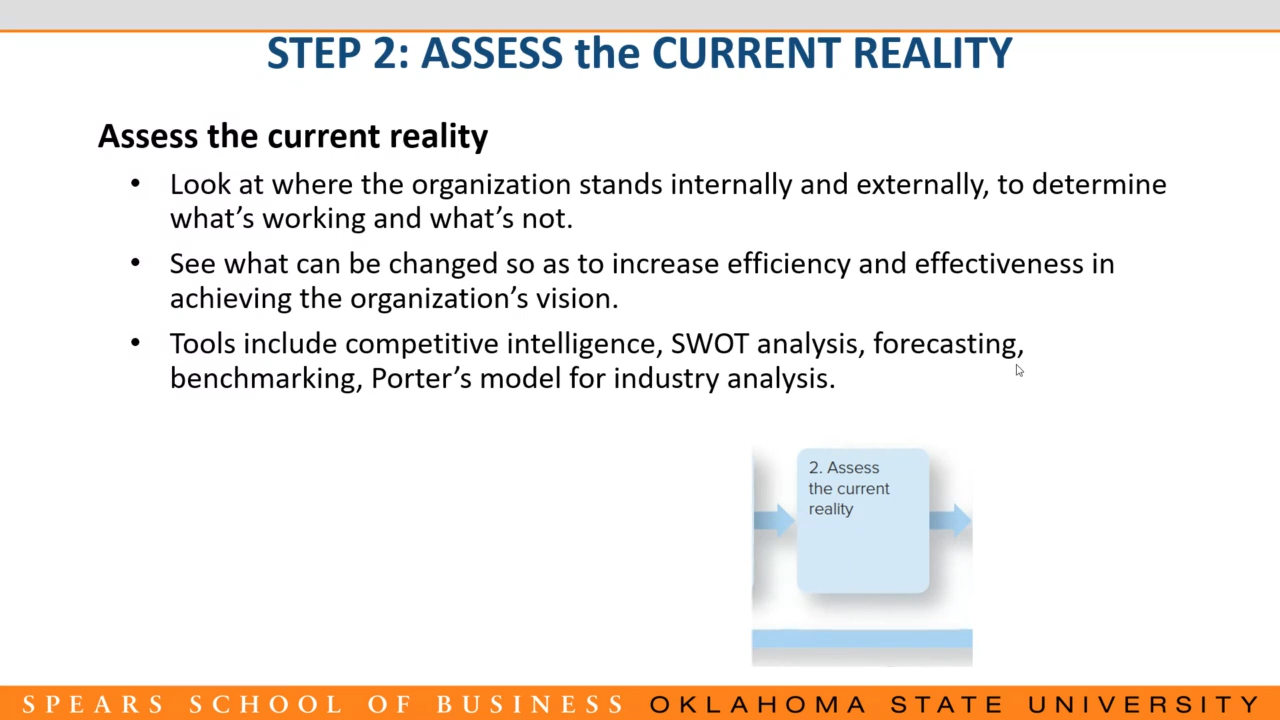 STEP 2: ASSESS the CURRENT REALITY
Assess the current reality
• Look at where the organization stands internally and externally, to determine
what’s working and what’s not.
• See what can be changed so as to increase efficiency and effectiveness in
achieving the organization’s vision.
• Tools include competitive intelligence, SWOT analysis, forecasting,
benchmarking, Porter’s model for industry analysis.
2. Assess
the current
reality
SPEARS SCHOOL OF BUSINESS OKLAHOMA STATE UNIVERSITY